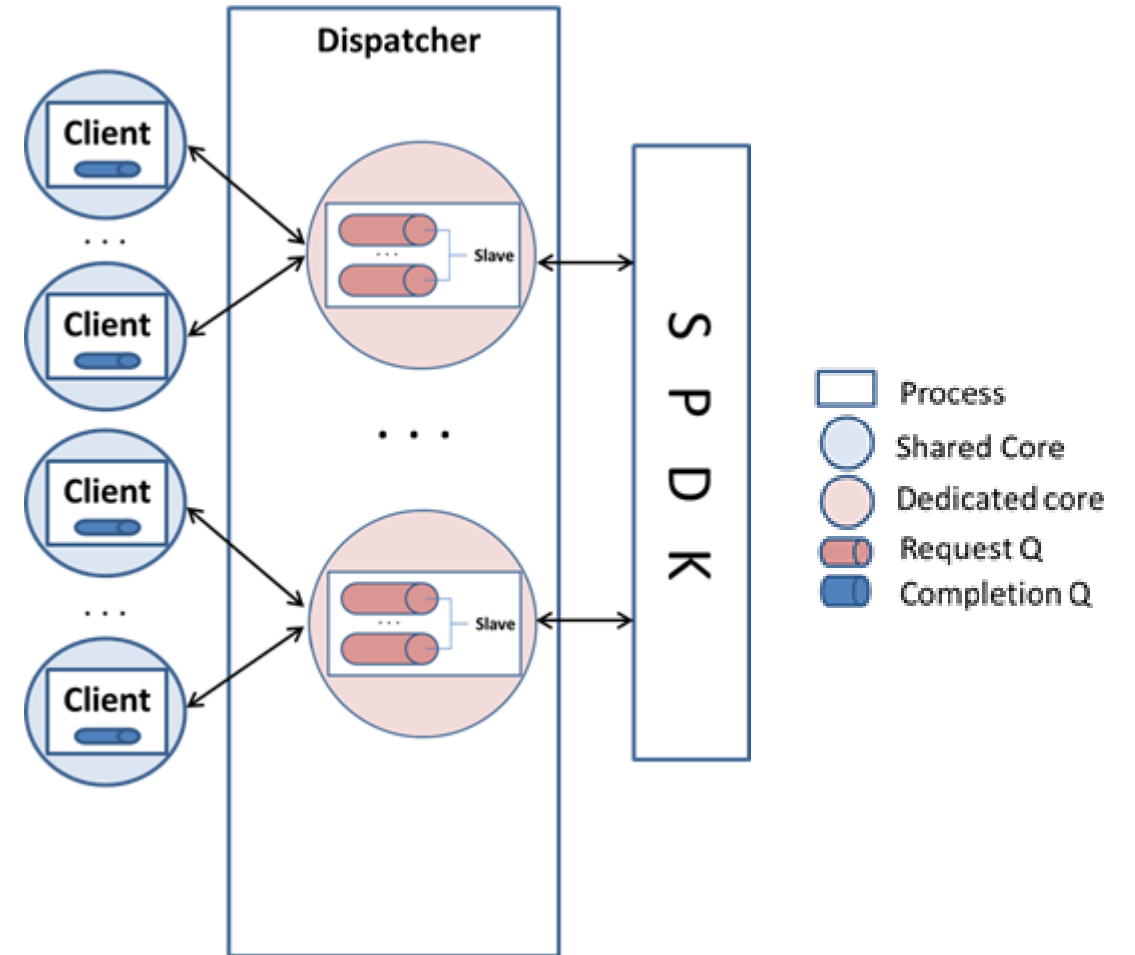 Dispatcher
Client
. . .
Client
Client
. . .
Client
. . .
Slave
. . .
. . .
Slave
S P D K
Process
Shared Core
Dedicated core
Request Q
Completion Q